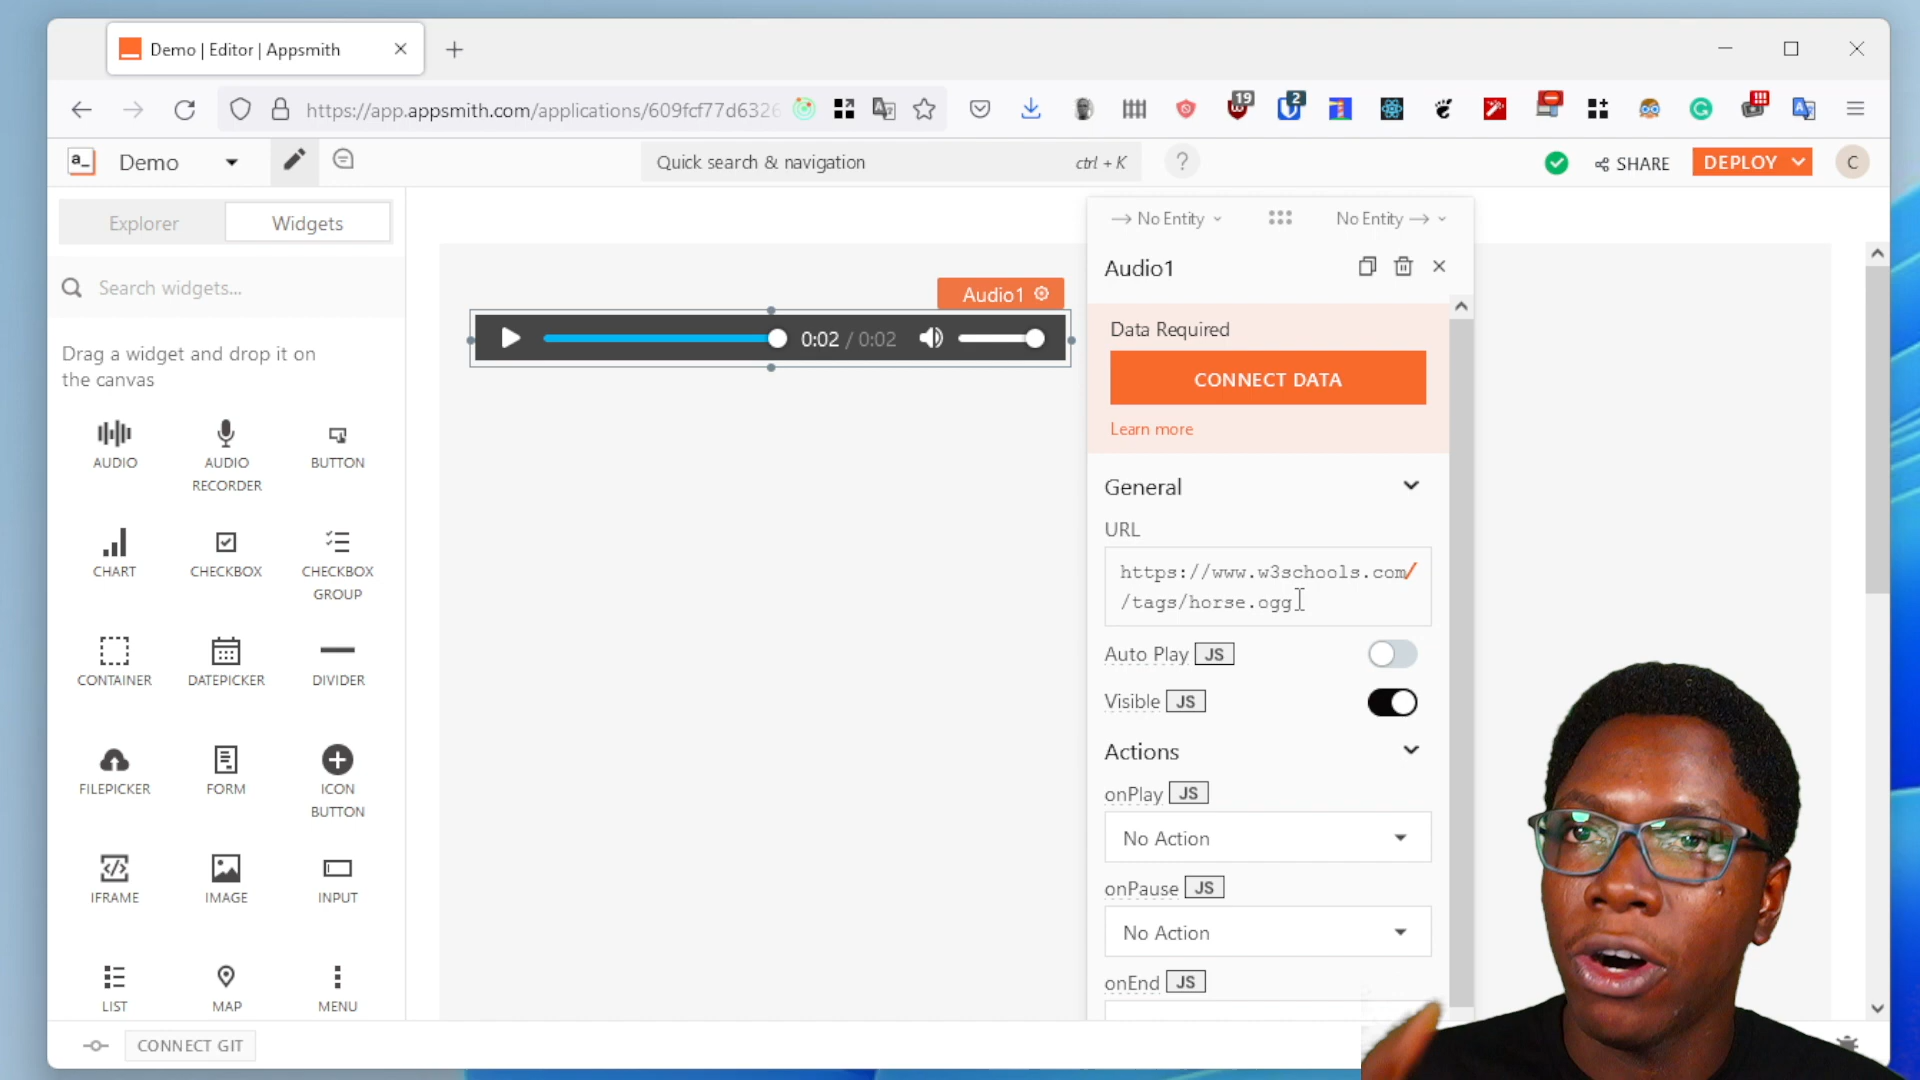 Demo | Editor | Appsmith
https://app.appsmith.com/applications/609fcf77d6326
19
2
a_
Demo
Quick search & navigation
ctrl + K
?
SHARE
DEPLOY
C
Explorer
Widgets
Search widgets...
Drag a widget and drop it on
the canvas
AUDIO
AUDIO
RECORDER
BUTTON
CHART
CHECKBOX
CHECKBOX
GROUP
CONTAINER
DATEPICKER
DIVIDER
FILEPICKER
FORM
ICON
BUTTON
IFRAME
IMAGE
INPUT
LIST
MAP
MENU
CONNECT GIT
Audio1
0:02 / 0:02
No Entity
No Entity
Audio1
Data Required
CONNECT DATA
Learn more
General
URL
https://www.w3schools.com
/tags/horse.ogg
Auto Play JS
Visible JS
Actions
onPlay JS
No Action
onPause JS
No Action
onEnd JS